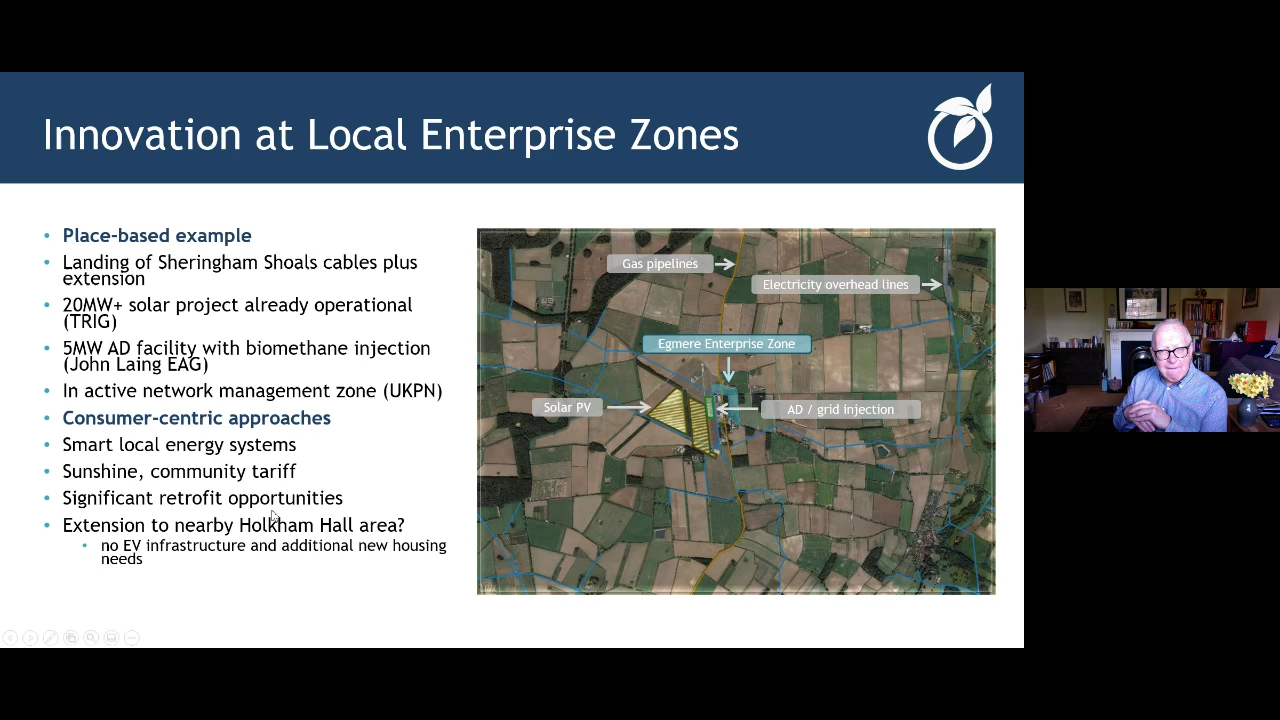 Innovation at Local Enterprise Zones
• Place-based example
• Landing of Sheringham Shoals cables plus
extension
• 20MW+ solar project already operational
(TRIG)
• 5MW AD facility with biomethane injection
(John Laing EAG)
• In active network management zone (UKPN)
• Consumer-centric approaches
• Smart local energy systems
• Sunshine, community tariff
• Significant retrofit opportunities
• Extension to nearby Holkham Hall area?
• no EV infrastructure and additional new housing
needs
Gas pipelines
Electricity overhead lines
Egmere Enterprise Zone
Solar PV
AD / grid injection